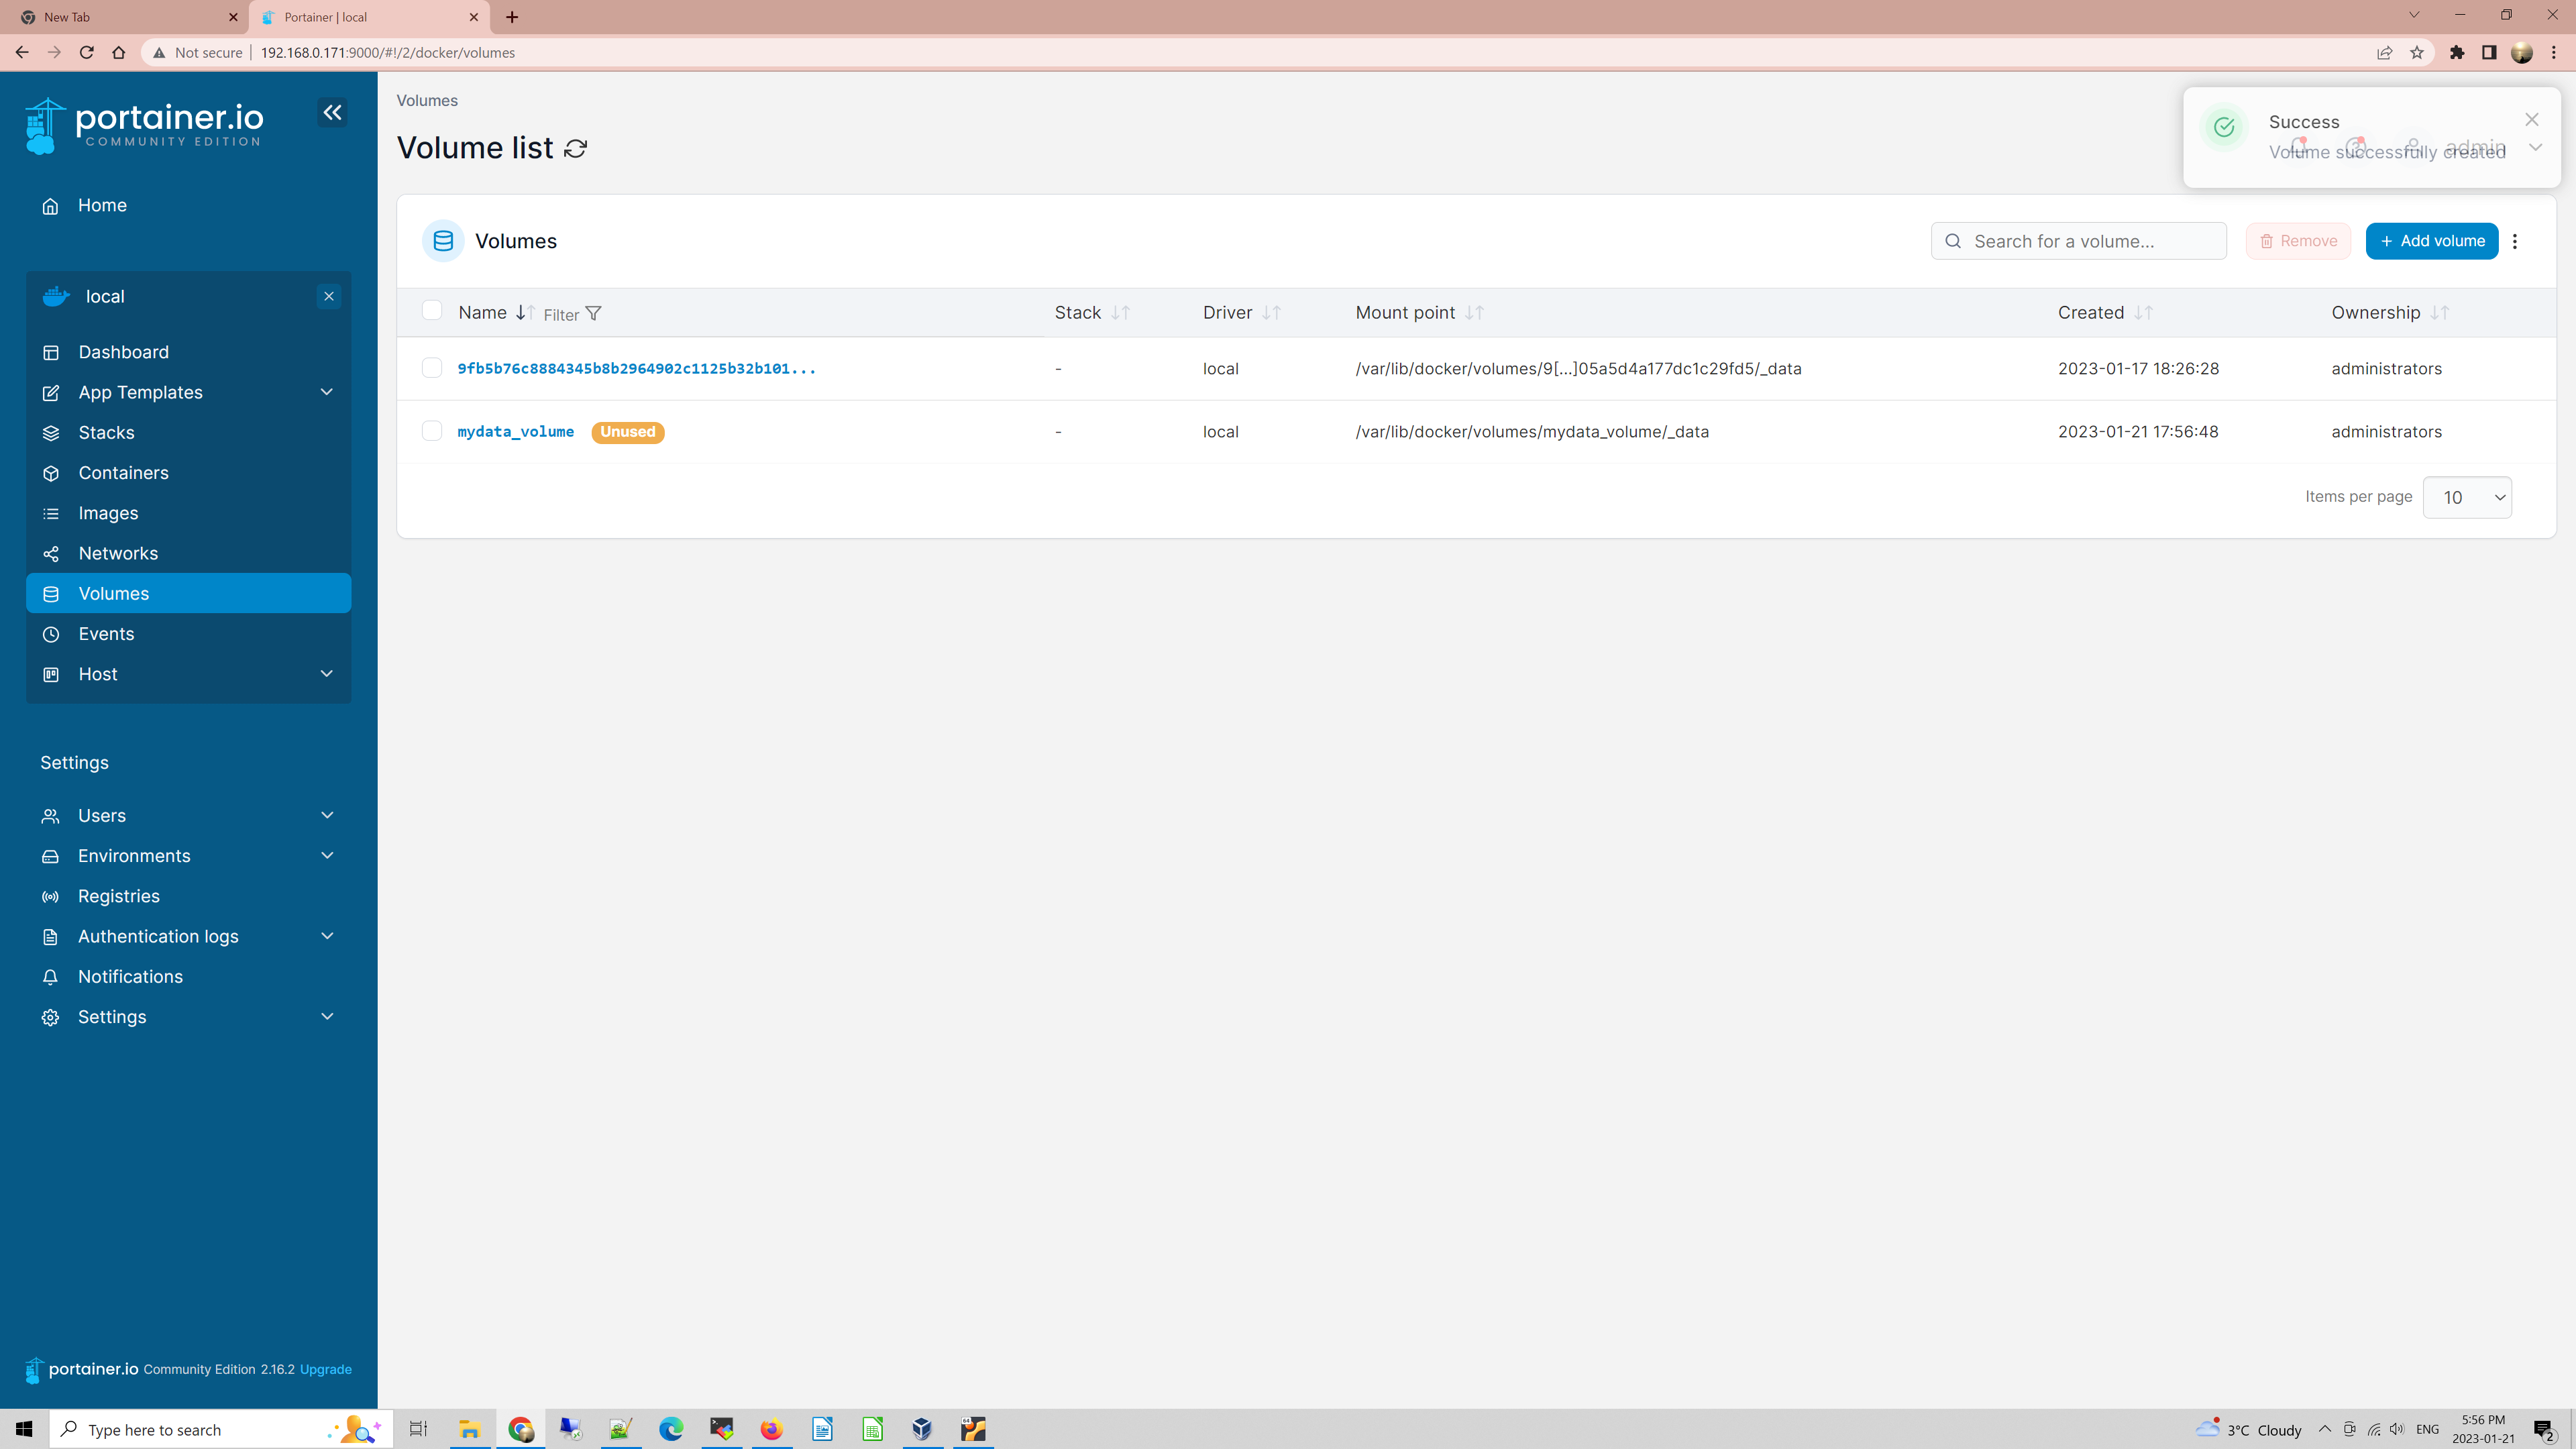 New Tab
Portainer | local
Not secure
192.168.0.171:9000/#!/2/docker/volumes
portainer.io
COMMUNITY EDITION
Home
local
Dashboard
App Templates
Stacks
Containers
Images
Networks
Volumes
Events
Host
Settings
Users
Environments
Registries
Authentication logs
Notifications
Settings
portainer.io Community Edition 2.16.2 Upgrade
Volumes
Volume list
Success
Volume successfully created
admin
Volumes
Search for a volume...
Remove
+ Add volume
Name Filter Stack Driver Mount point Created Ownership
9fb5b76c8884345b8b2964902c1125b32b101... - local /var/lib/docker/volumes/9[...]05a5d4a177dc1c29fd5/_data 2023-01-17 18:26:28 administrators
mydata_volume Unused - local /var/lib/docker/volumes/mydata_volume/_data 2023-01-21 17:56:48 administrators
Items per page 10
Type here to search
3°C Cloudy
ENG
5:56 PM
2023-01-21
2